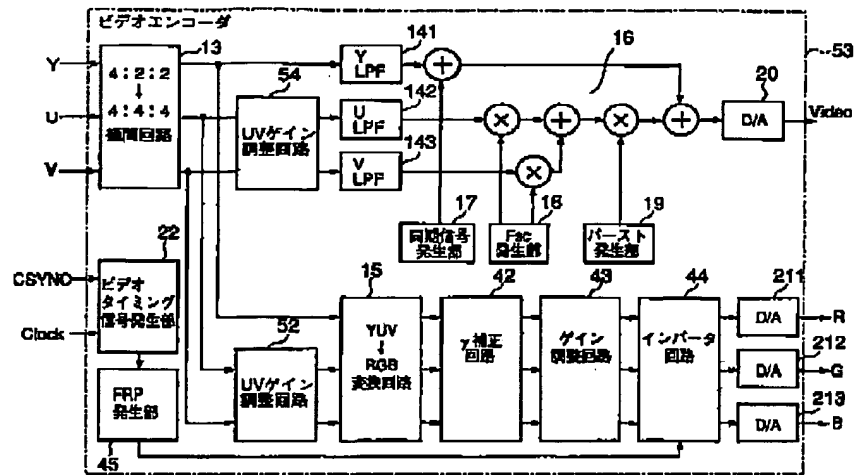 ビデオエンコーダ
13
Y
U
V
4:2:2
↓
4:4:4
補間回路
54
UVゲイン
調整回路
141
Y
LPF
142
U
LPF
143
V
LPF
16
53
20
D/A
Video
17
同期信号
発生部
18
Fsc
発生部
19
バースト
発生部
22
CSYNC
Clock
ビデオ
タイミング
信号発生部
52
UVゲイン
調整回路
15
YUV
↓
RGB
変換回路
42
γ補正
回路
43
ゲイン
調整回路
44
インバータ
回路
211
D/A
R
212
D/A
G
213
D/A
B
FRP
発生部
45